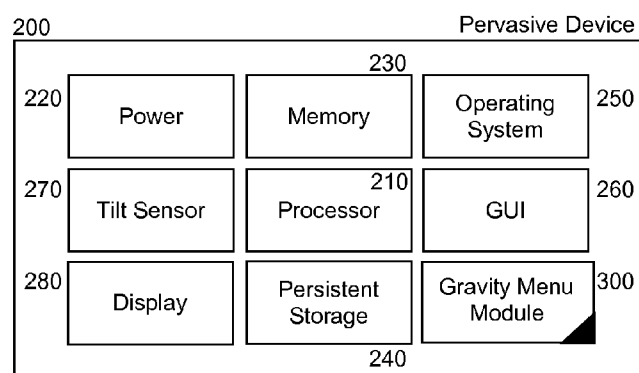 200 Pervasive Device
230
220 Power Memory Operating System 250
210
270 Tilt Sensor Processor GUI 260
280 Display Persistent Storage Gravity Menu Module 300
240